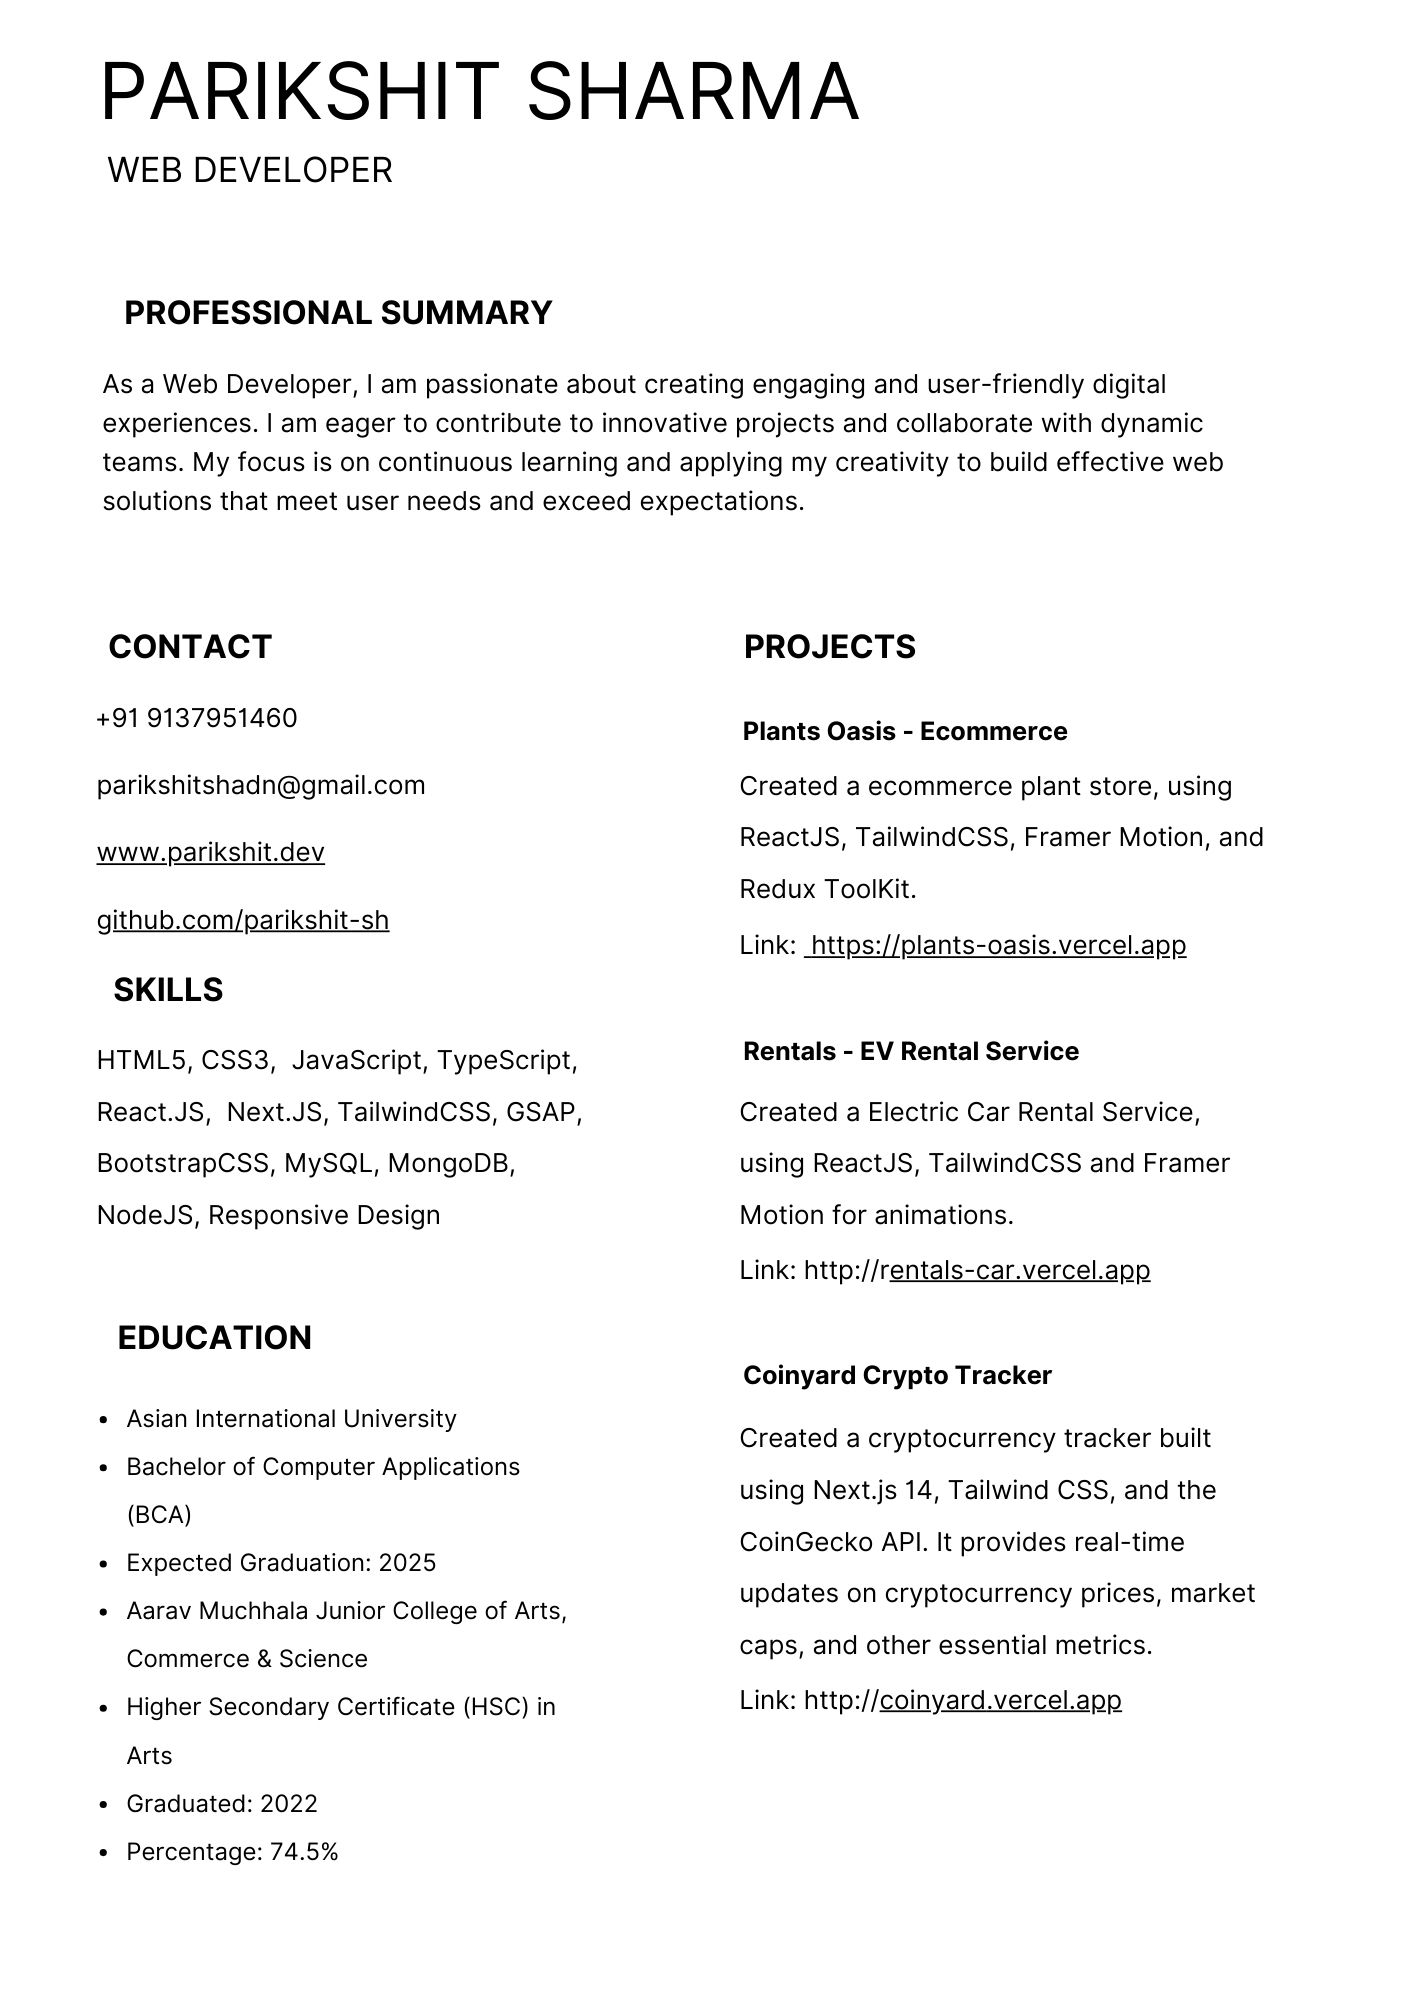 PARIKSHIT SHARMA
WEB DEVELOPER
PROFESSIONAL SUMMARY
As a Web Developer, I am passionate about creating engaging and user-friendly digital
experiences. I am eager to contribute to innovative projects and collaborate with dynamic
teams. My focus is on continuous learning and applying my creativity to build effective web
solutions that meet user needs and exceed expectations.
CONTACT
+91 9137951460
parikshitshadn@gmail.com
www.parikshit.dev
github.com/parikshit-sh
SKILLS
HTML5, CSS3,  JavaScript, TypeScript,
React.JS,  Next.JS, TailwindCSS, GSAP,
BootstrapCSS, MySQL, MongoDB,
NodeJS, Responsive Design
EDUCATION
• Asian International University
• Bachelor of Computer Applications
(BCA)
• Expected Graduation: 2025
• Aarav Muchhala Junior College of Arts,
Commerce & Science
• Higher Secondary Certificate (HSC) in
Arts
• Graduated: 2022
• Percentage: 74.5%
PROJECTS
Plants Oasis - Ecommerce
Created a ecommerce plant store, using
ReactJS, TailwindCSS, Framer Motion, and
Redux ToolKit.
Link:  https://plants-oasis.vercel.app
Rentals - EV Rental Service
Created a Electric Car Rental Service,
using ReactJS, TailwindCSS and Framer
Motion for animations.
Link: http://rentals-car.vercel.app
Coinyard Crypto Tracker
Created a cryptocurrency tracker built
using Next.js 14, Tailwind CSS, and the
CoinGecko API. It provides real-time
updates on cryptocurrency prices, market
caps, and other essential metrics.
Link: http://coinyard.vercel.app